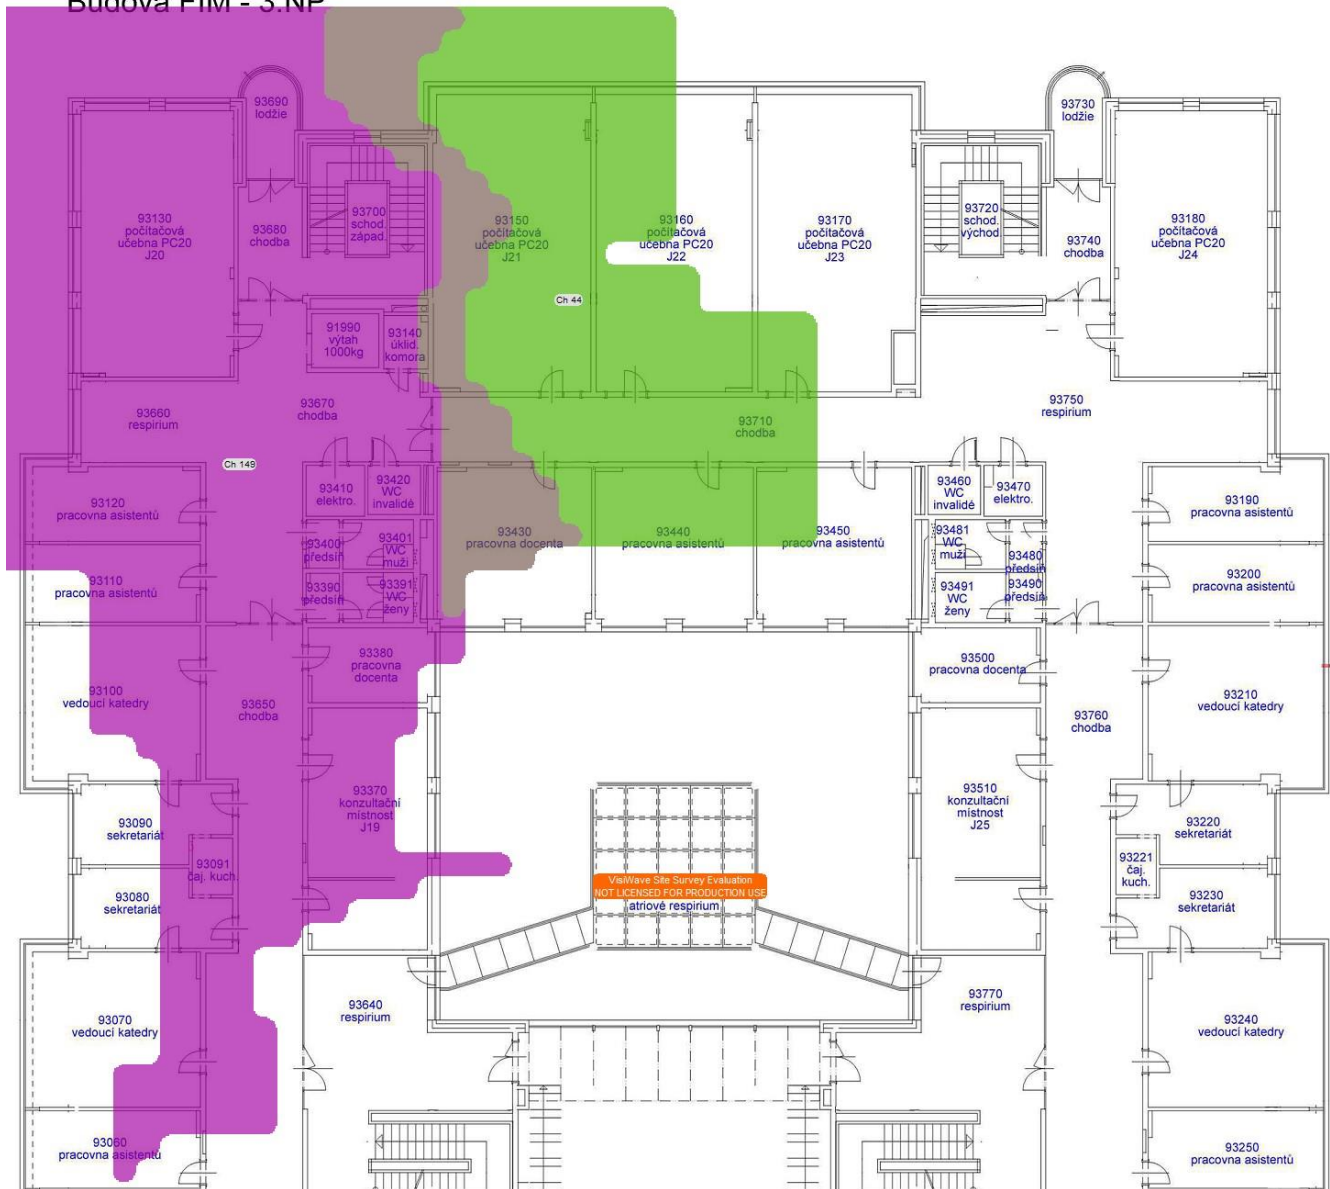 Budova FIM - 3.NP
93690
lodžie
93730
lodžie
93130
počítačová
učebna PC20
J20
93680
chodba
93700
schod.
západ.
93150
počítačová
učebna PC20
J21
93160
počítačová
učebna PC20
J22
93170
počítačová
učebna PC20
J23
93720
schod.
východ.
93740
chodba
93180
počítačová
učebna PC20
J24
Ch 44
91990
výtah
1000kg
93140
úklid.
komora
93660
respirium
93670
chodba
93710
chodba
93750
respirium
Ch 149
93120
pracovna asistentů
93410
elektro.
93420
WC
invalidé
93460
WC
invalidé
93470
elektro.
93190
pracovna asistentů
93400
předsíň
93401
WC
muži
93430
pracovna docenta
93440
pracovna asistentů
93450
pracovna asistentů
93481
WC
muži
93480
předsíň
93110
pracovna asistentů
93390
předsíň
93391
WC
ženy
93491
WC
ženy
93490
předsíň
93200
pracovna asistentů
93100
vedoucí katedry
93650
chodba
93380
pracovna
docenta
93500
pracovna docenta
93760
chodba
93210
vedoucí katedry
93370
konzultační
místnost
J19
93510
konzultační
místnost
J25
93090
sekretariát
93091
čaj. kuch.
93080
sekretariát
VisiWave Site Survey Evaluation
NOT LICENSED FOR PRODUCTION USE
atriové respirium
93220
sekretariát
93221
čaj.
kuch.
93230
sekretariát
93070
vedoucí katedry
93640
respirium
93770
respirium
93240
vedoucí katedry
93060
pracovna asistentů
93250
pracovna asistentů